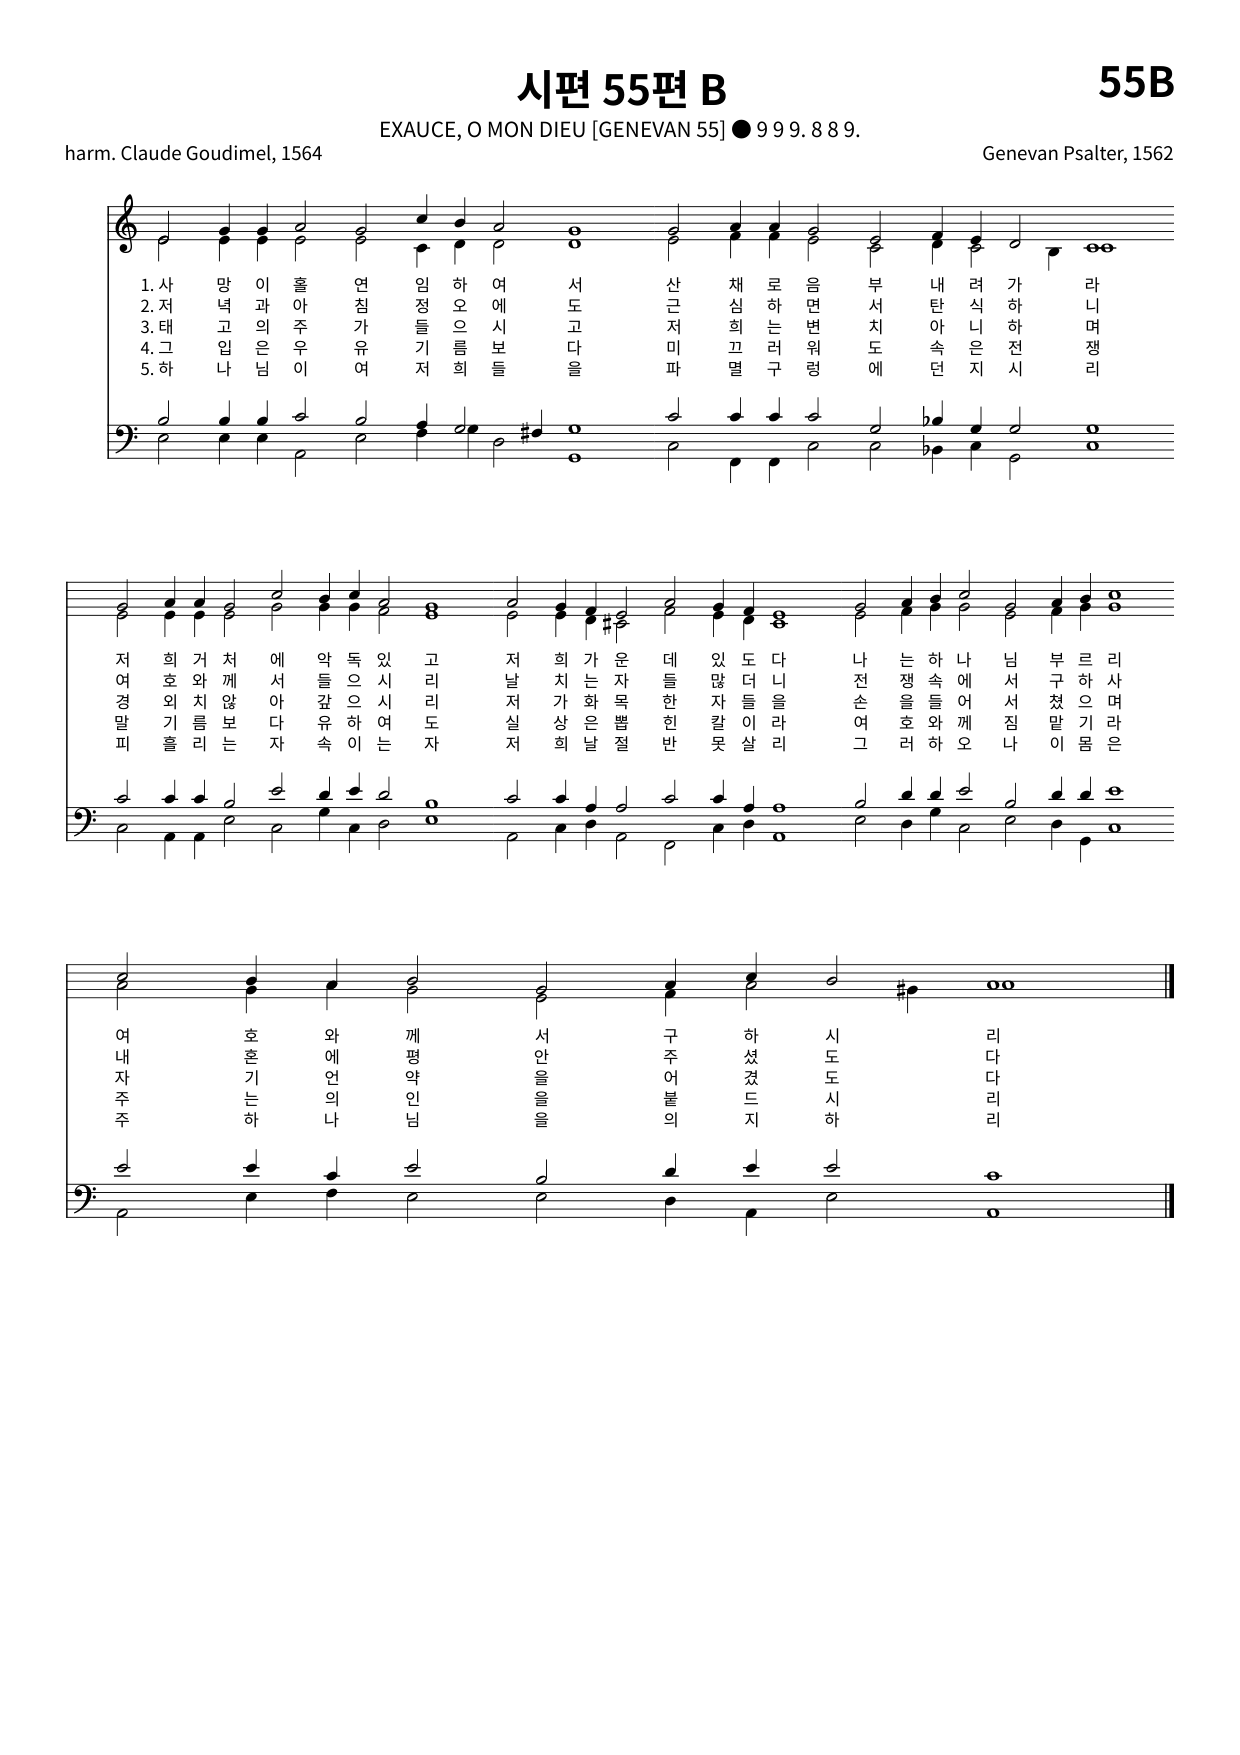 55B
시편 55편 B
EXAUCE, O MON DIEU [GENEVAN 55] ● 9 9 9. 8 8 9.
harm. Claude Goudimel, 1564
Genevan Psalter, 1562
1. 사 망 이 홀 연 임 하 여 서 산 채 로 음 부 내 려 가 라
2. 저 녁 과 아 침 정 오 에 도 근 심 하 면 서 탄 식 하 니
3. 태 고 의 주 가 들 으 시 고 저 희 는 변 치 아 니 하 며
4. 그 입 은 우 유 기 름 보 다 미 끄 러 워 도 속 은 전 쟁
5. 하 나 님 이 여 저 희 들 을 파 멸 구 렁 에 던 지 시 리
저 희 거 처 에 악 독 있 고 저 희 가 운 데 있 도 다 나 는 하 나 님 부 르 리
여 호 와 께 서 들 으 시 리 날 치 는 자 들 많 더 니 전 쟁 속 에 서 구 하 사
경 외 치 않 아 갚 으 시 리 저 가 화 목 한 자 들 을 손 을 들 어 서 쳤 으 며
말 기 름 보 다 유 하 여 도 실 상 은 뽑 힌 칼 이 라 여 호 와 께 짐 맡 기 라
피 흘 리 는 자 속 이 는 자 저 희 날 절 반 못 살 리 그 러 하 오 나 이 몸 은
여 호 와 께 서 구 하 시 리
내 혼 에 평 안 주 셨 도 다
자 기 언 약 을 어 겼 도 다
주 는 의 인 을 붙 드 시 리
주 하 나 님 을 의 지 하 리